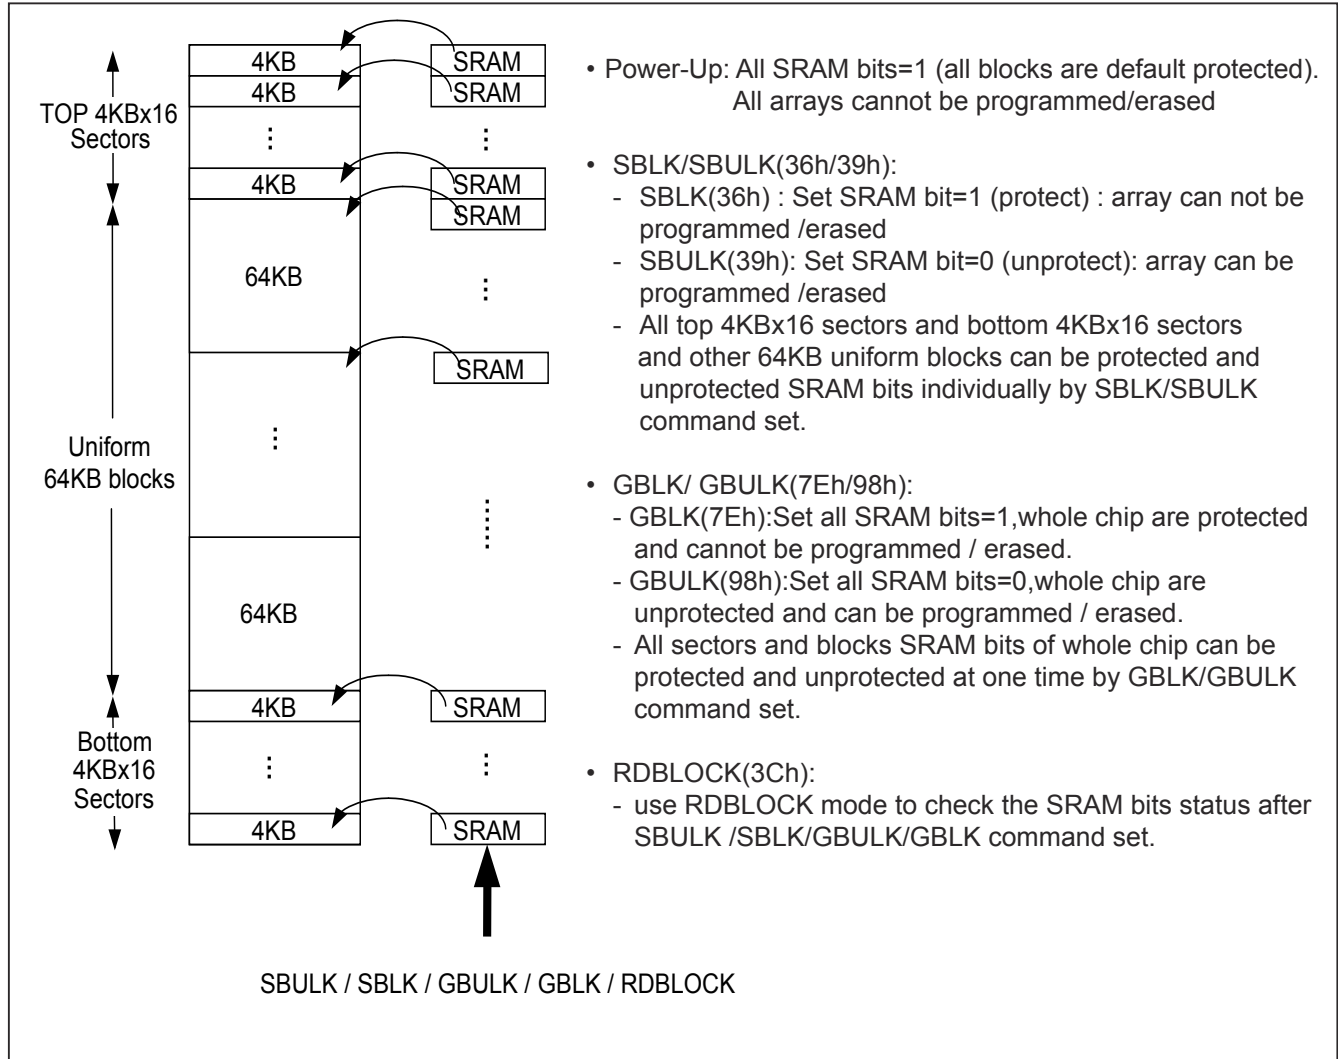 4KB
SRAM
4KB
SRAM
TOP 4KBx16
Sectors
4KB
SRAM
SRAM
64KB
SRAM
Uniform
64KB blocks
64KB
4KB
SRAM
Bottom
4KBx16
Sectors
4KB
SRAM
SBULK / SBLK / GBULK / GBLK / RDBLOCK
• Power-Up: All SRAM bits=1 (all blocks are default protected).
All arrays cannot be programmed/erased
• SBLK/SBULK(36h/39h):
- SBLK(36h) : Set SRAM bit=1 (protect) : array can not be
programmed /erased
- SBULK(39h): Set SRAM bit=0 (unprotect): array can be
programmed /erased
- All top 4KBx16 sectors and bottom 4KBx16 sectors
and other 64KB uniform blocks can be protected and
unprotected SRAM bits individually by SBLK/SBULK
command set.
• GBLK/ GBULK(7Eh/98h):
- GBLK(7Eh):Set all SRAM bits=1,whole chip are protected
and cannot be programmed / erased.
- GBULK(98h):Set all SRAM bits=0,whole chip are
unprotected and can be programmed / erased.
- All sectors and blocks SRAM bits of whole chip can be
protected and unprotected at one time by GBLK/GBULK
command set.
• RDBLOCK(3Ch):
- use RDBLOCK mode to check the SRAM bits status after
SBULK /SBLK/GBULK/GBLK command set.